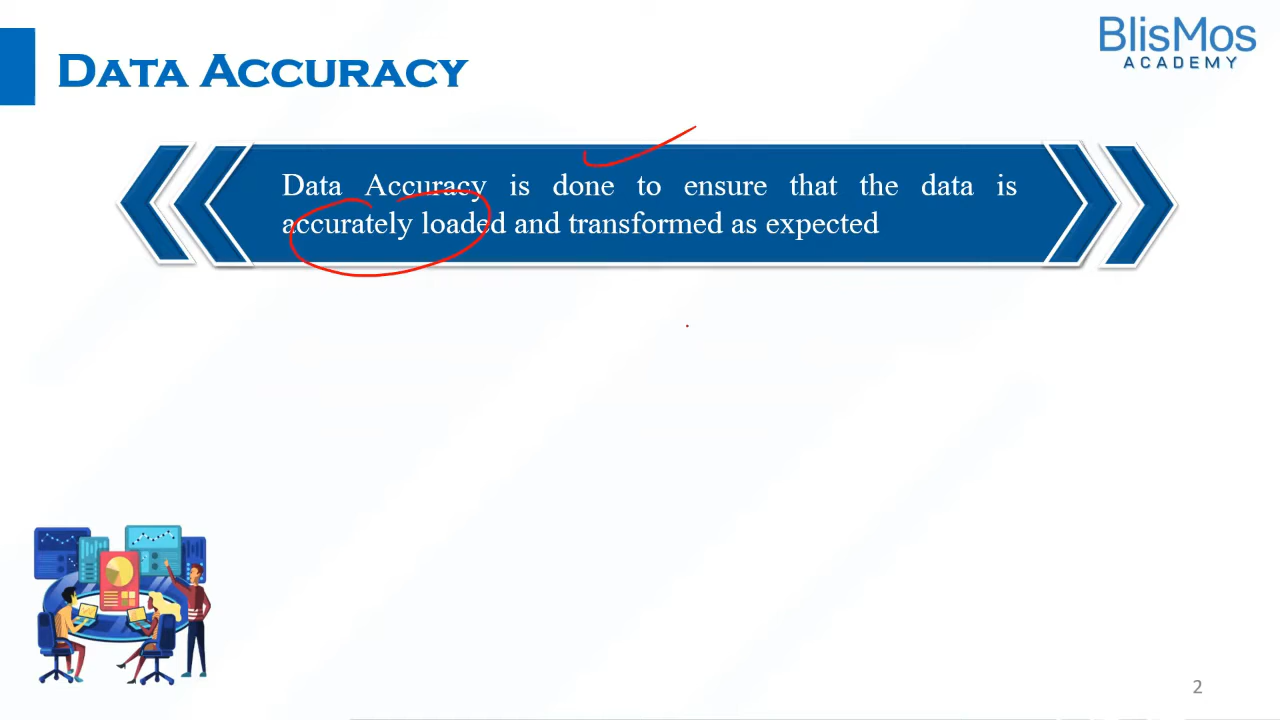 BlisMos
ACADEMY
DATA ACCURACY
Data Accuracy is done to ensure that the data is
accurately loaded and transformed as expected
2